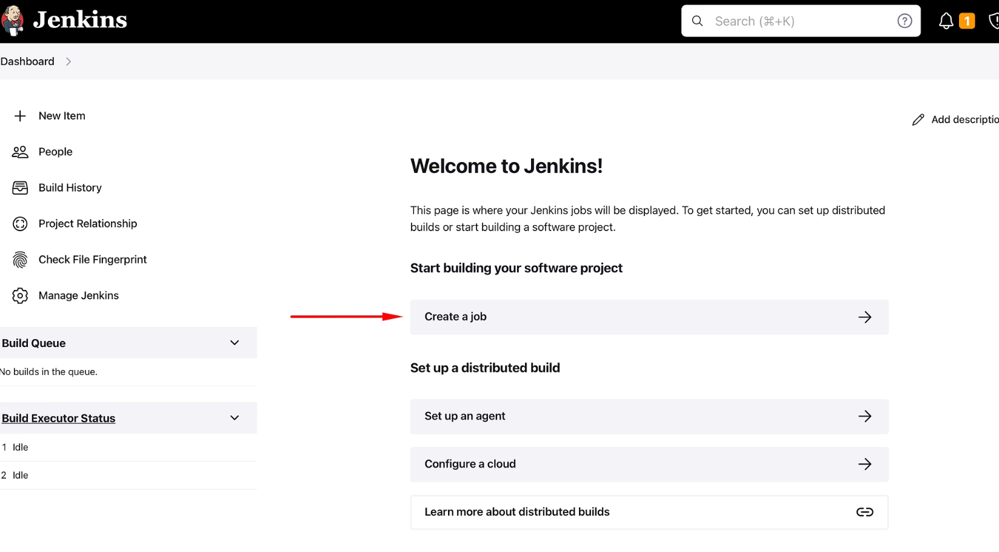 Jenkins
Search (⌘+K)
1
Dashboard
New Item
People
Build History
Project Relationship
Check File Fingerprint
Manage Jenkins
Build Queue
No builds in the queue.
Build Executor Status
1 Idle
2 Idle
Add descriptio
Welcome to Jenkins!
This page is where your Jenkins jobs will be displayed. To get started, you can set up distributed
builds or start building a software project.
Start building your software project
Create a job
Set up a distributed build
Set up an agent
Configure a cloud
Learn more about distributed builds